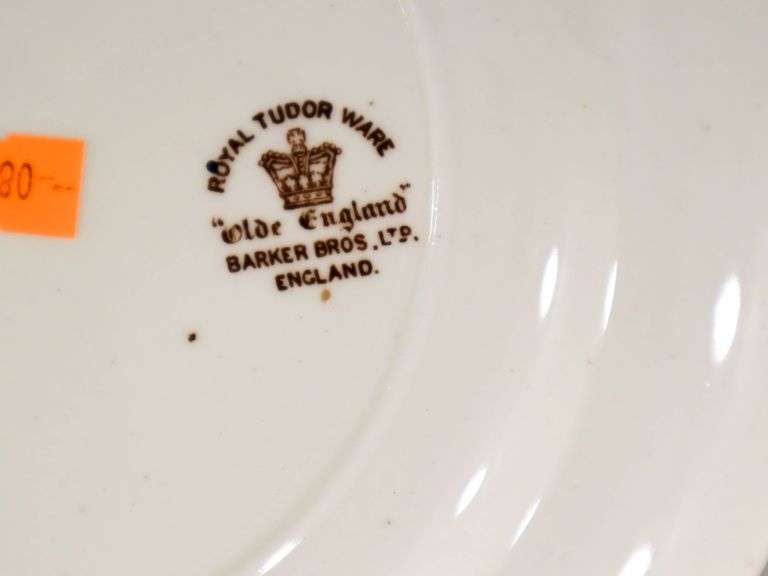 ROYAL TUDOR WARE
"Olde England"
BARKER BROS. LTD.
ENGLAND.
80